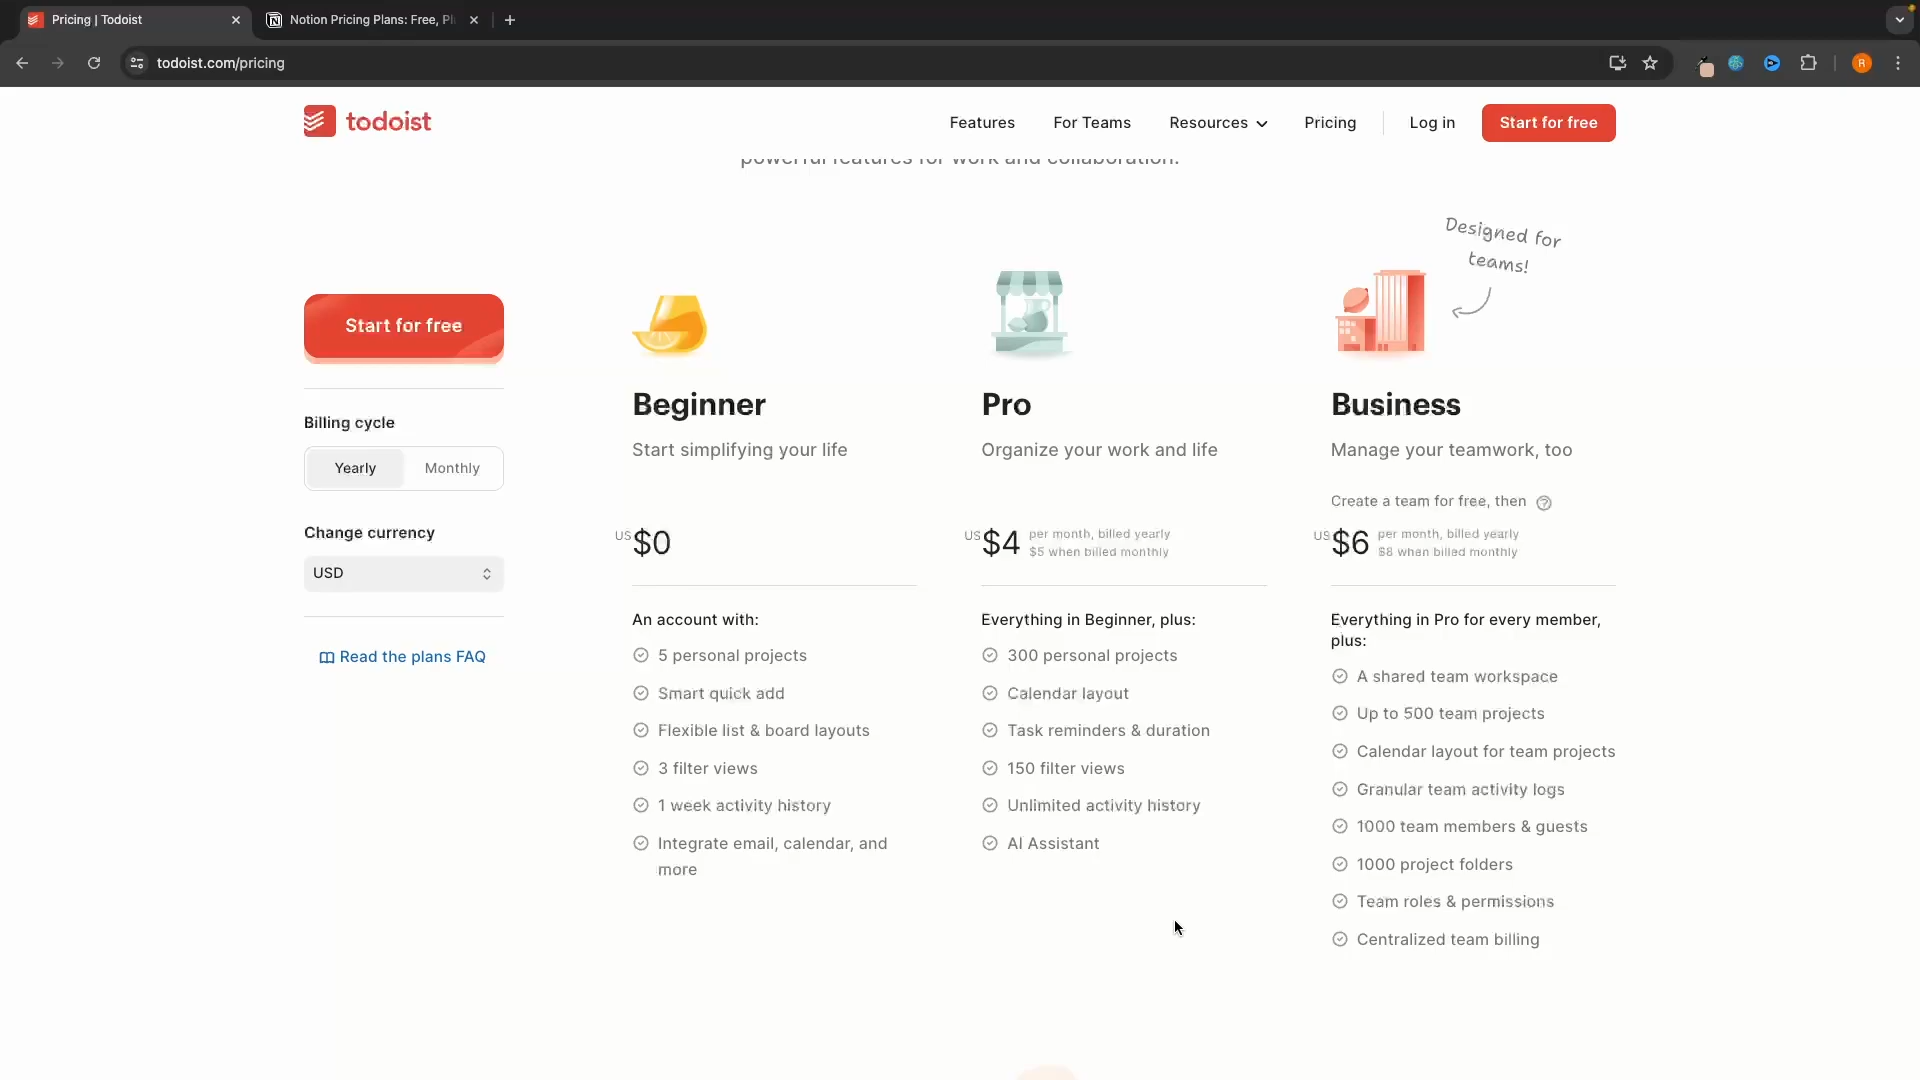 Pricing | Todoist
Notion Pricing Plans: Free, Pl
todoist.com/pricing
R
todoist
Features
For Teams
Resources
Pricing
Log in
Start for free
powerful features for work and collaboration.
Designed for
teams!
Start for free
Billing cycle
Yearly
Monthly
Change currency
USD
Read the plans FAQ
Beginner
Start simplifying your life
US$0
An account with:
5 personal projects
Smart quick add
Flexible list & board layouts
3 filter views
1 week activity history
Integrate email, calendar, and
more
Pro
Organize your work and life
US$4
per month, billed yearly
$5 when billed monthly
Everything in Beginner, plus:
300 personal projects
Calendar layout
Task reminders & duration
150 filter views
Unlimited activity history
AI Assistant
Business
Manage your teamwork, too
Create a team for free, then
US$6
per month, billed yearly
$8 when billed monthly
Everything in Pro for every member,
plus:
A shared team workspace
Up to 500 team projects
Calendar layout for team projects
Granular team activity logs
1000 team members & guests
1000 project folders
Team roles & permissions
Centralized team billing